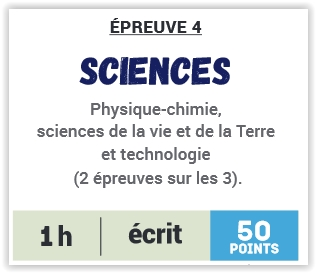 ÉPREUVE 4
SCIENCES
Physique-chimie,
sciences de la vie et de la Terre
et technologie
(2 épreuves sur les 3).
1 h écrit 50
POINTS